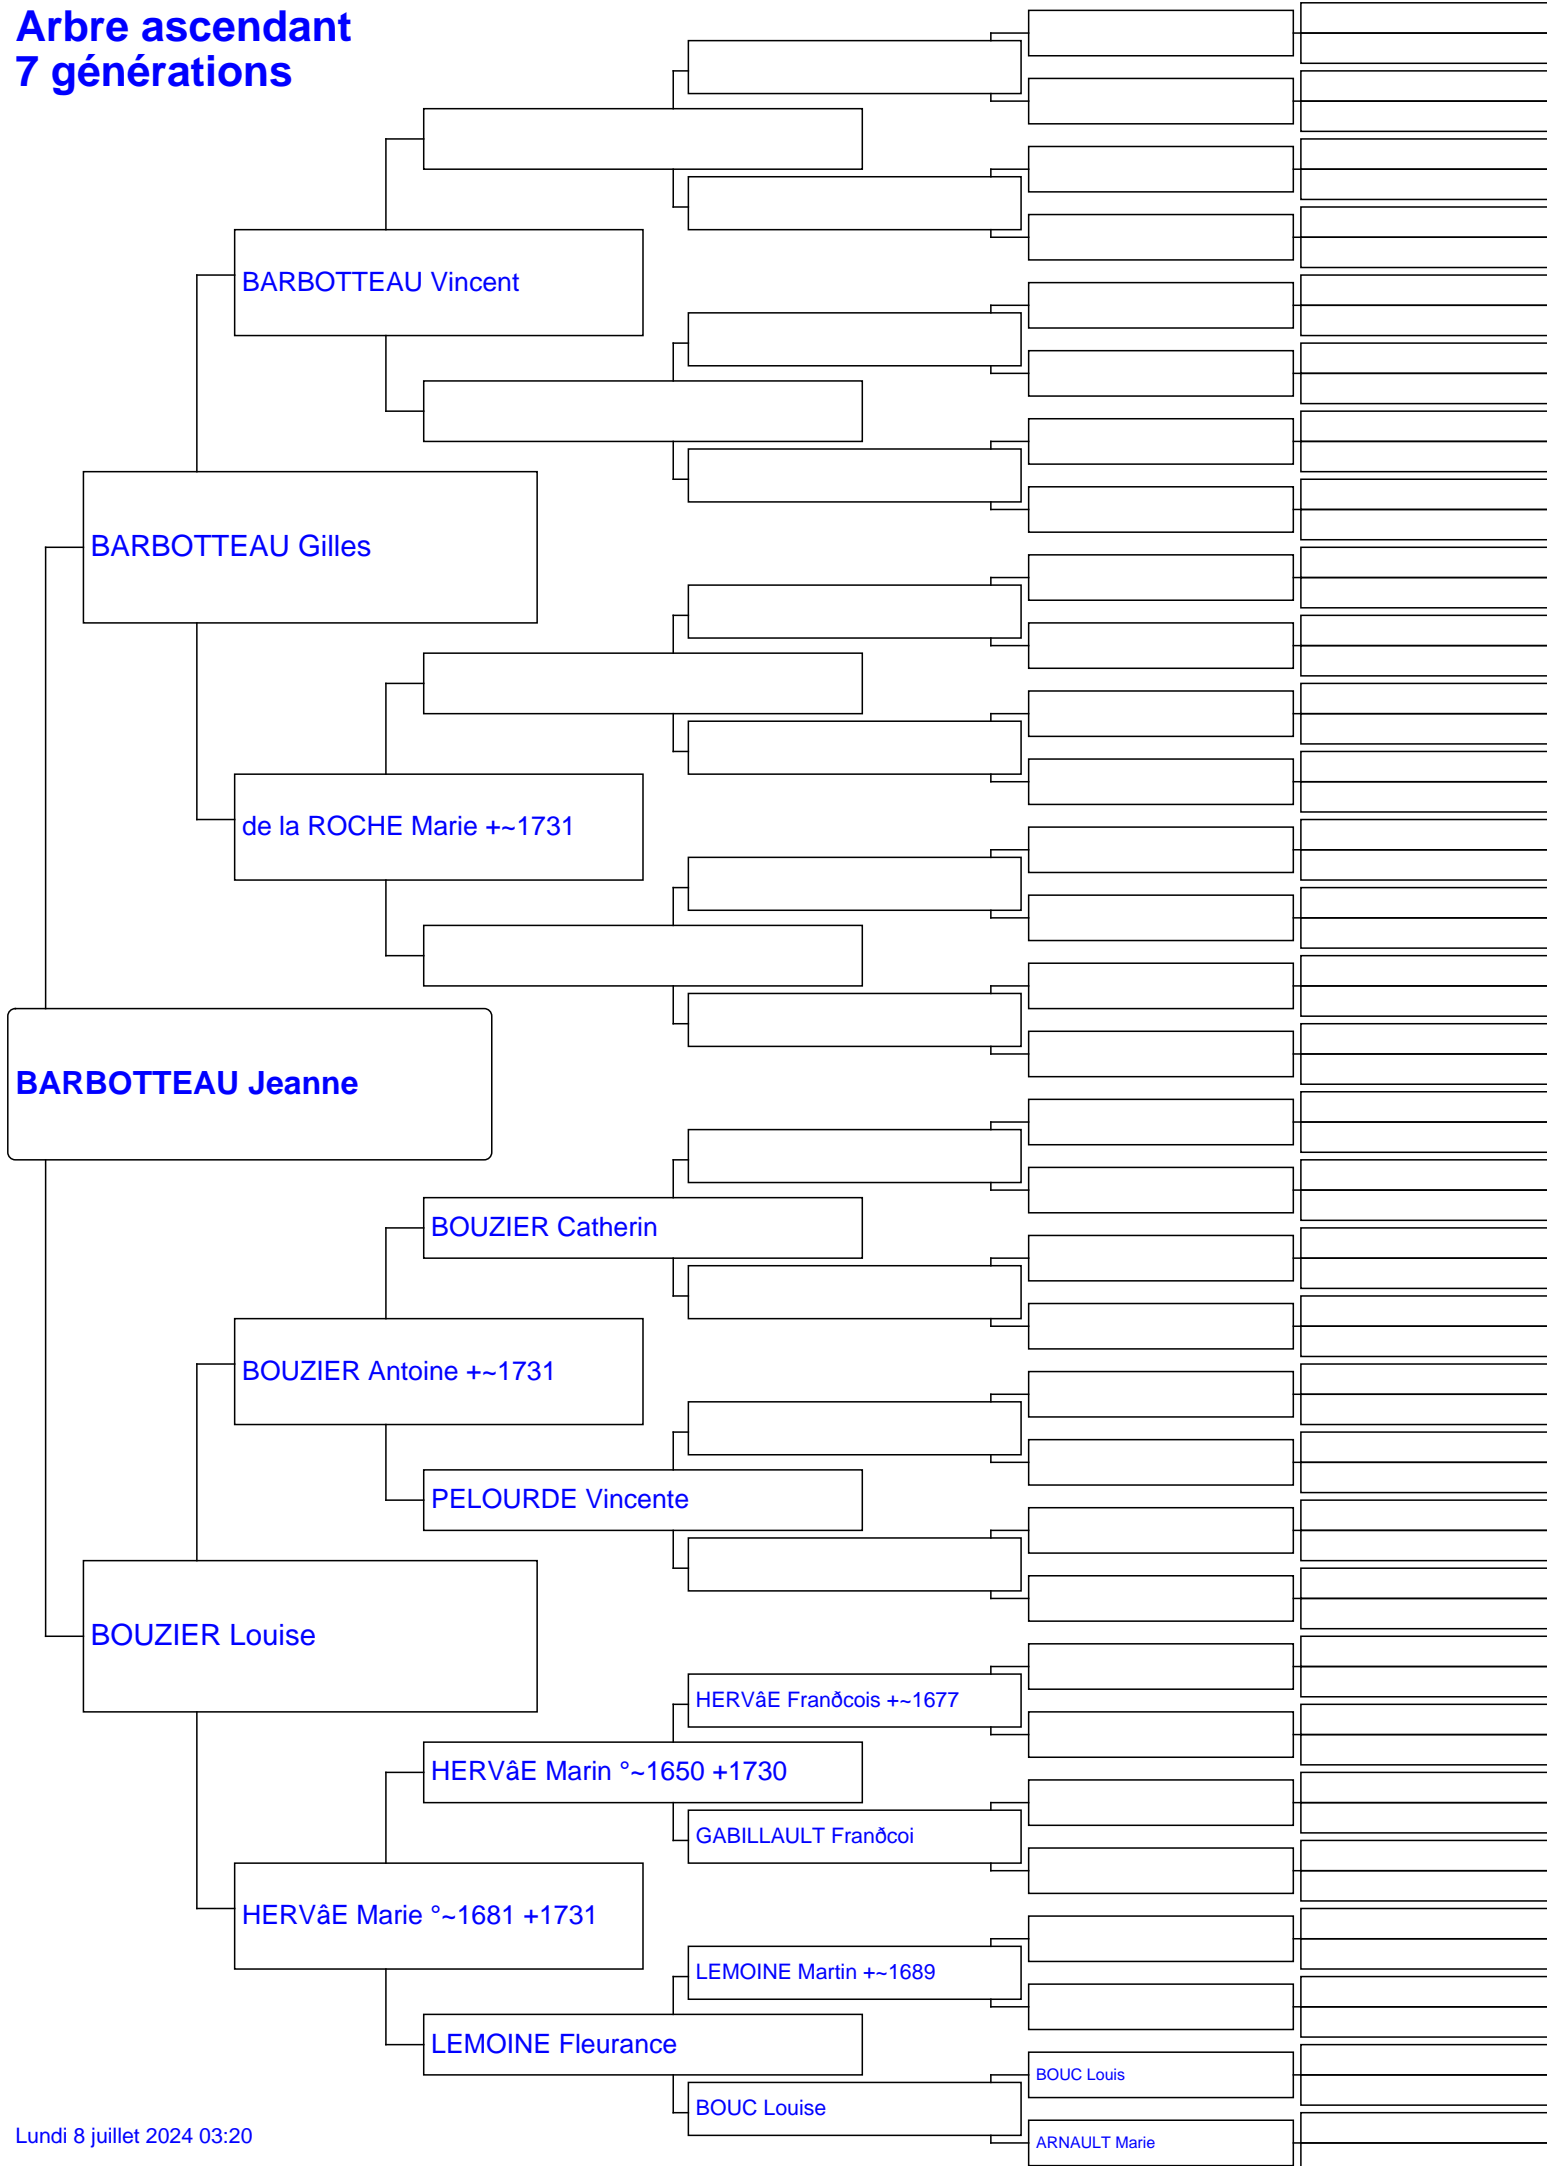 Arbre ascendant
7 générations
BARBOTTEAU Vincent
BARBOTTEAU Gilles
de la ROCHE Marie +~1731
BARBOTTEAU Jeanne
BOUZIER Catherin
BOUZIER Antoine +~1731
PELOURDE Vincente
BOUZIER Louise
HERVâE Franðcois +~1677
HERVâE Marin °~1650 +1730
GABILLAULT Franðcoi
HERVâE Marie °~1681 +1731
LEMOINE Martin +~1689
LEMOINE Fleurance
BOUC Louis
BOUC Louise
ARNAULT Marie
Lundi 8 juillet 2024 03:20